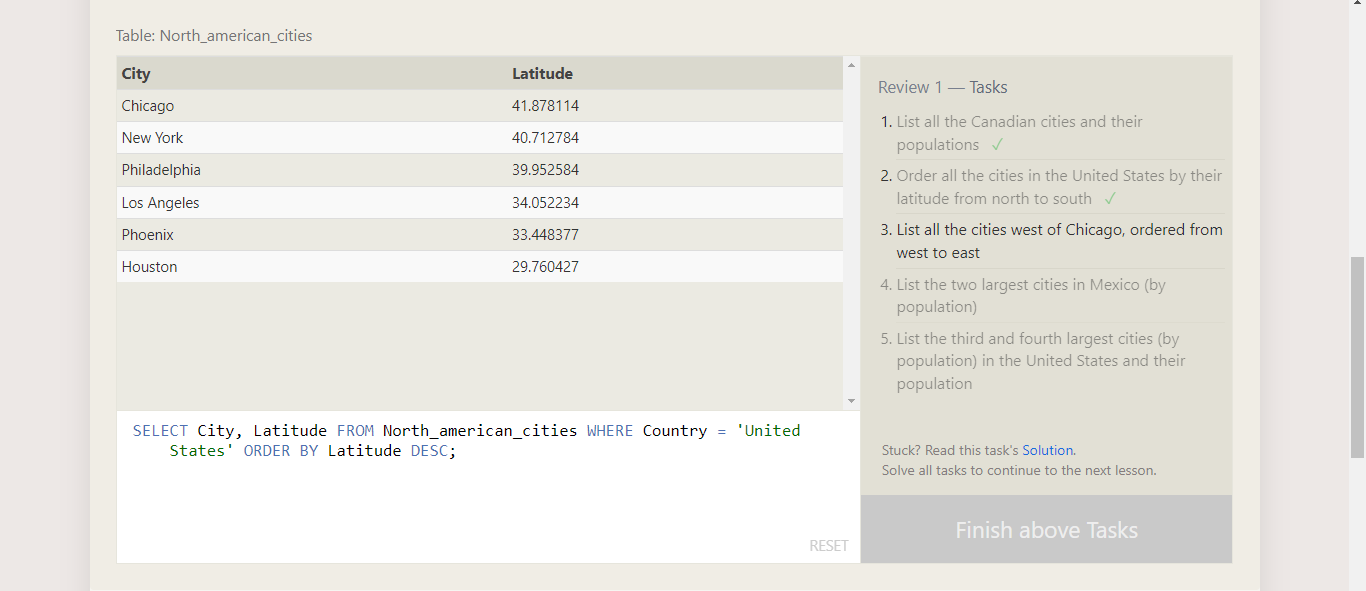 Table: North_american_cities
City Latitude
Chicago 41.878114
New York 40.712784
Philadelphia 39.952584
Los Angeles 34.052234
Phoenix 33.448377
Houston 29.760427
SELECT City, Latitude FROM North_american_cities WHERE Country = 'United
States' ORDER BY Latitude DESC;
RESET
Review 1 — Tasks
1. List all the Canadian cities and their
populations ✓
2. Order all the cities in the United States by their
latitude from north to south ✓
3. List all the cities west of Chicago, ordered from
west to east
4. List the two largest cities in Mexico (by
population)
5. List the third and fourth largest cities (by
population) in the United States and their
population
Stuck? Read this task's Solution.
Solve all tasks to continue to the next lesson.
Finish above Tasks